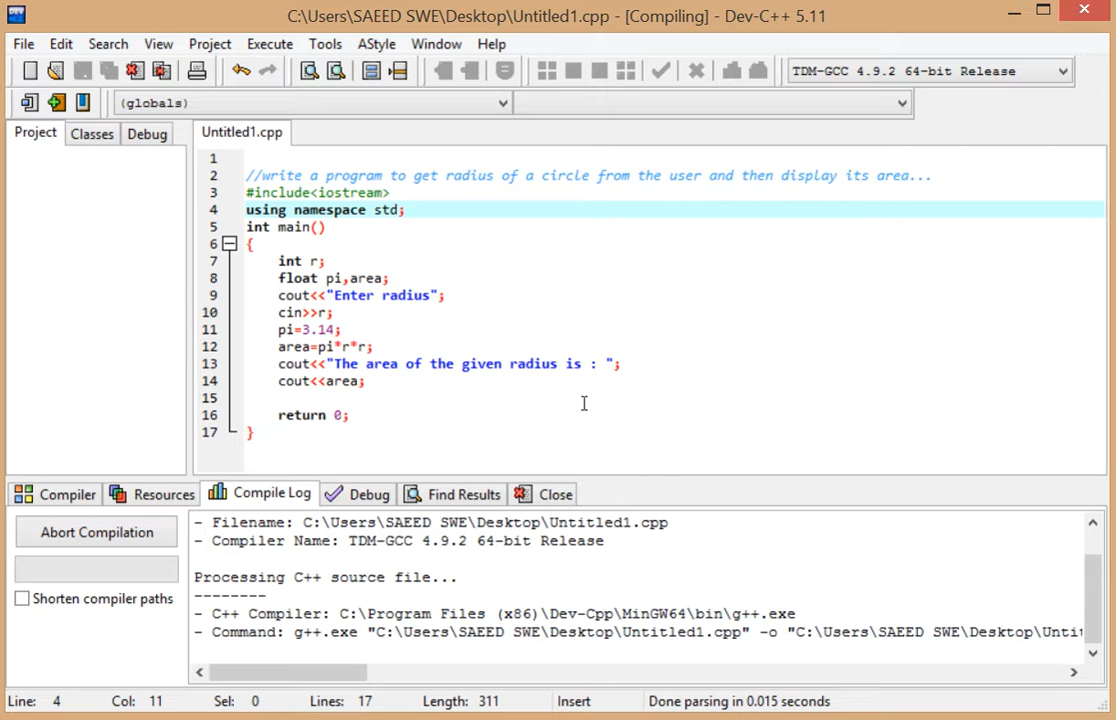 C:\Users\SAEED SWE\Desktop\Untitled1.cpp - [Compiling] - Dev-C++ 5.11
File Edit Search View Project Execute Tools AStyle Window Help
TDM-GCC 4.9.2 64-bit Release
(globals)
Project Classes Debug
Untitled1.cpp
1
2 //write a program to get radius of a circle from the user and then display its area...
3 #include<iostream>
4 using namespace std;
5 int main()
6 {
7 int r;
8 float pi,area;
9 cout<<"Enter radius";
10 cin>>r;
11 pi=3.14;
12 area=pi*r*r;
13 cout<<"The area of the given radius is : ";
14 cout<<area;
15
16 return 0;
17 }
Compiler Resources Compile Log Debug Find Results Close
Abort Compilation
Shorten compiler paths
- Filename: C:\Users\SAEED SWE\Desktop\Untitled1.cpp
- Compiler Name: TDM-GCC 4.9.2 64-bit Release
Processing C++ source file...
--------
- C++ Compiler: C:\Program Files (x86)\Dev-Cpp\MinGW64\bin\g++.exe
- Command: g++.exe "C:\Users\SAEED SWE\Desktop\Untitled1.cpp" -o "C:\Users\SAEED SWE\Desktop\Unti
Line: 4 Col: 11 Sel: 0 Lines: 17 Length: 311 Insert Done parsing in 0.015 seconds